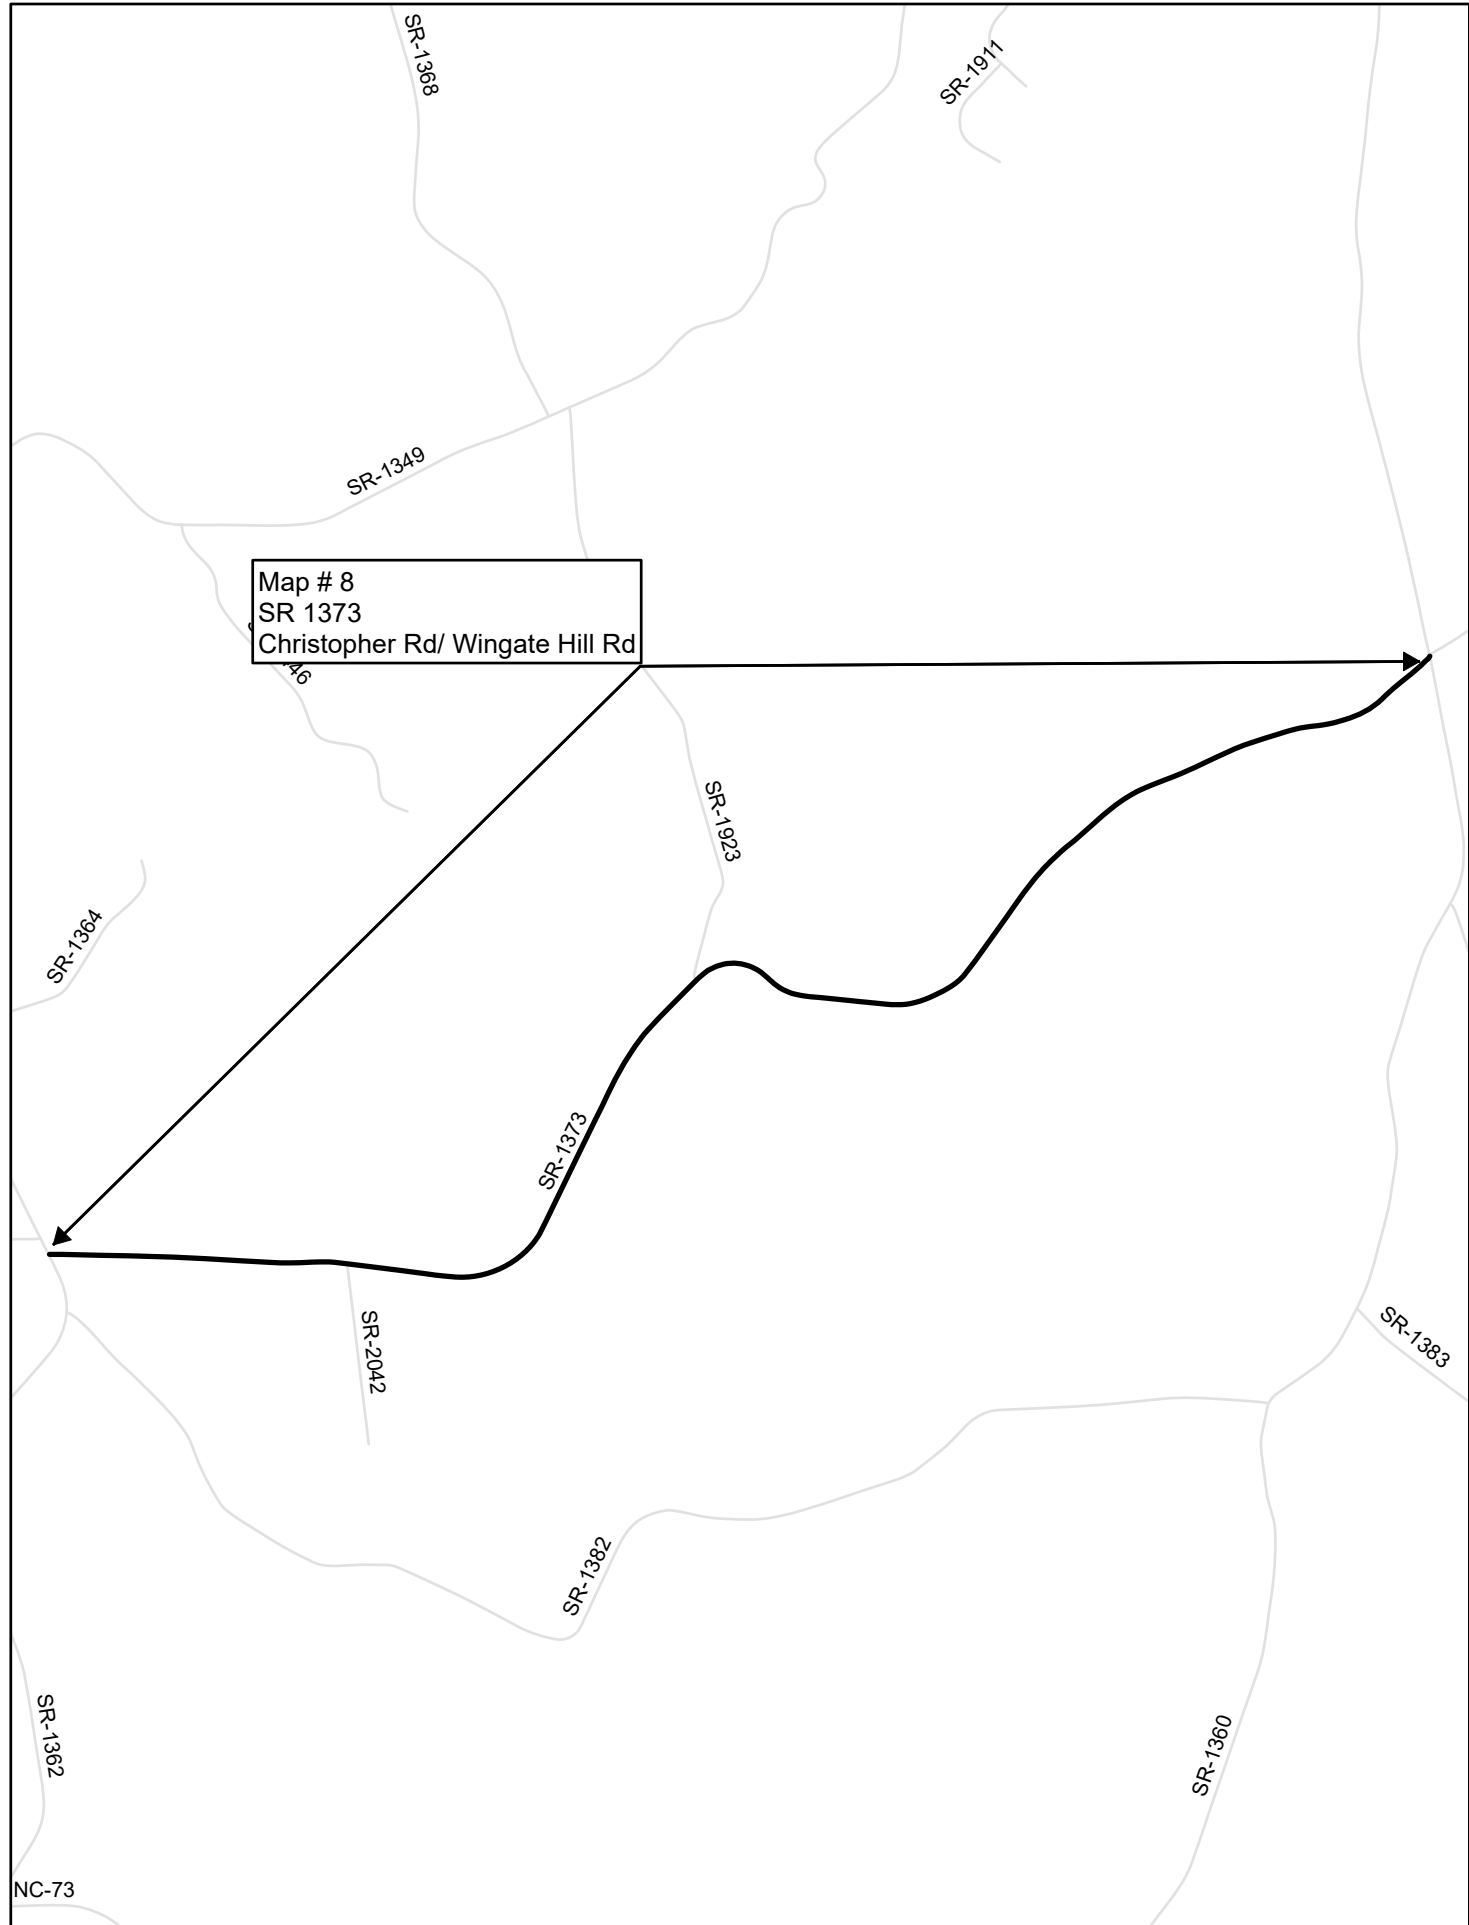 SR-1368
SR-1911
SR-1349
Map # 8
SR 1373
Christopher Rd/ Wingate Hill Rd
SR-1923
SR-1364
SR-1373
SR-2042
SR-1383
SR-1382
SR-1362
SR-1360
NC-73